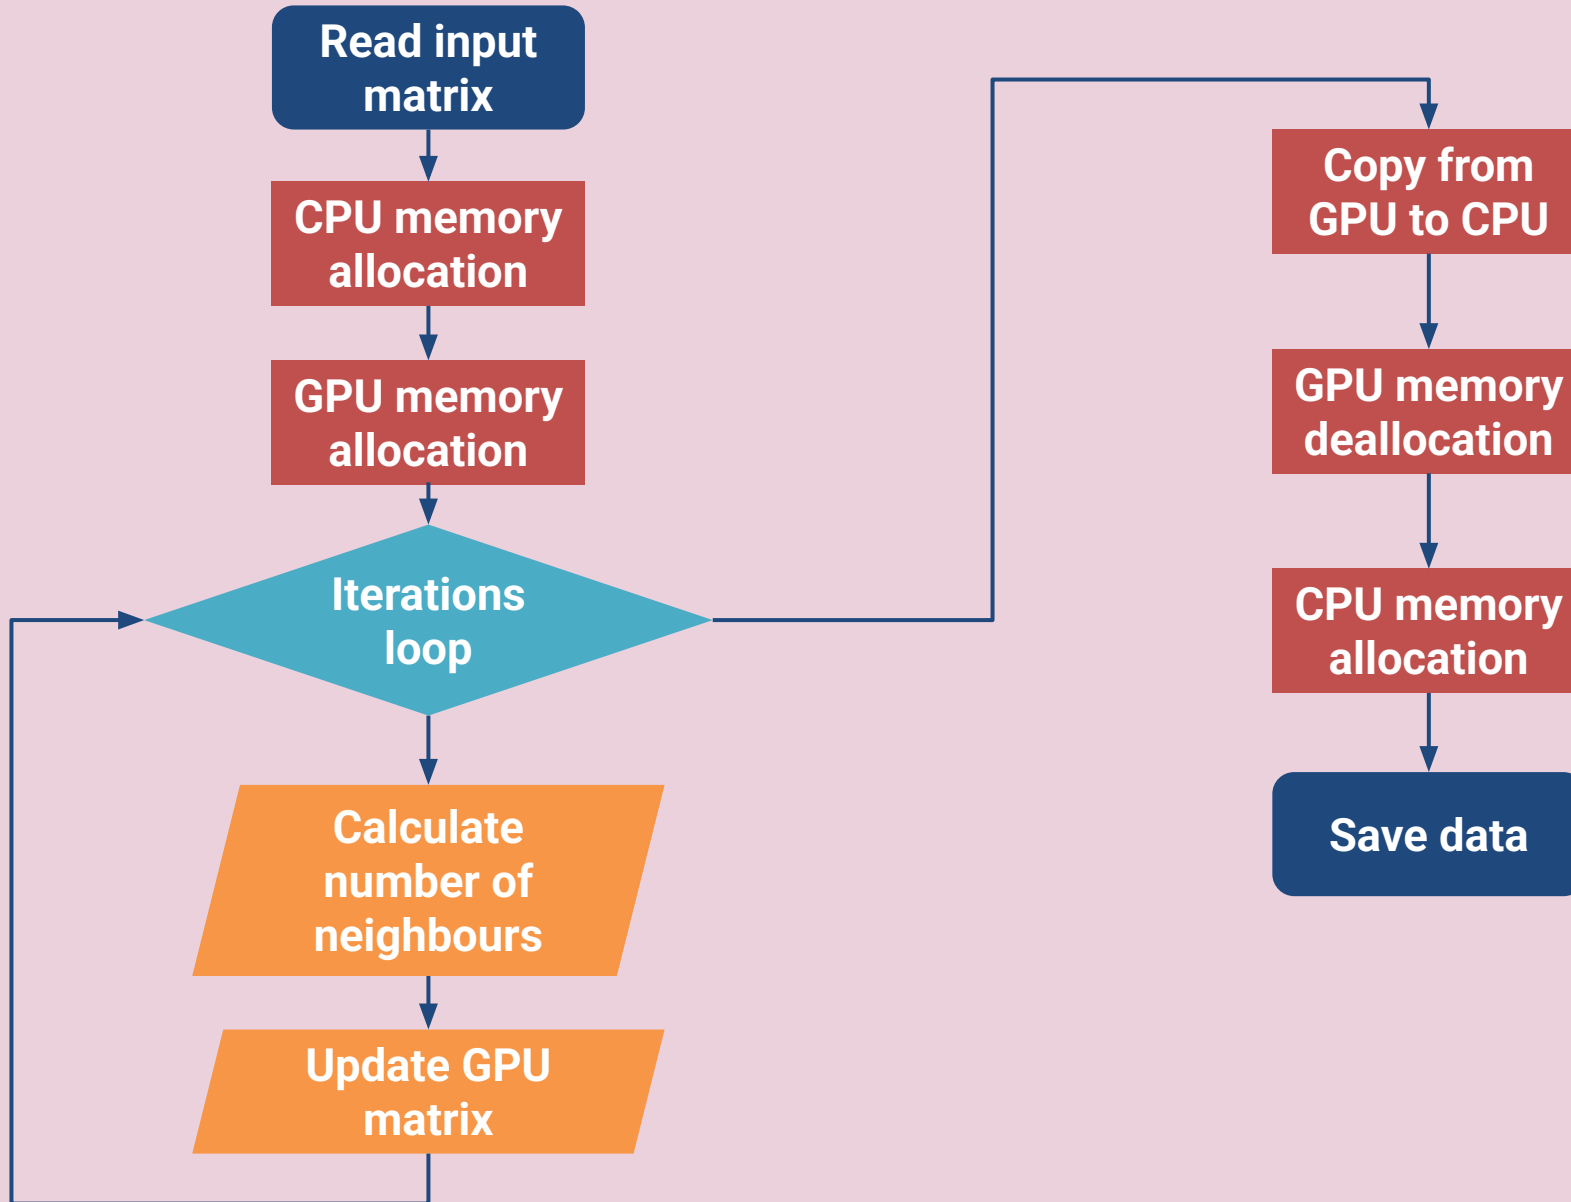 Read input
matrix
CPU memory
allocation
GPU memory
allocation
Iterations
loop
Calculate
number of
neighbours
Update GPU
matrix
Copy from
GPU to CPU
GPU memory
deallocation
CPU memory
allocation
Save data